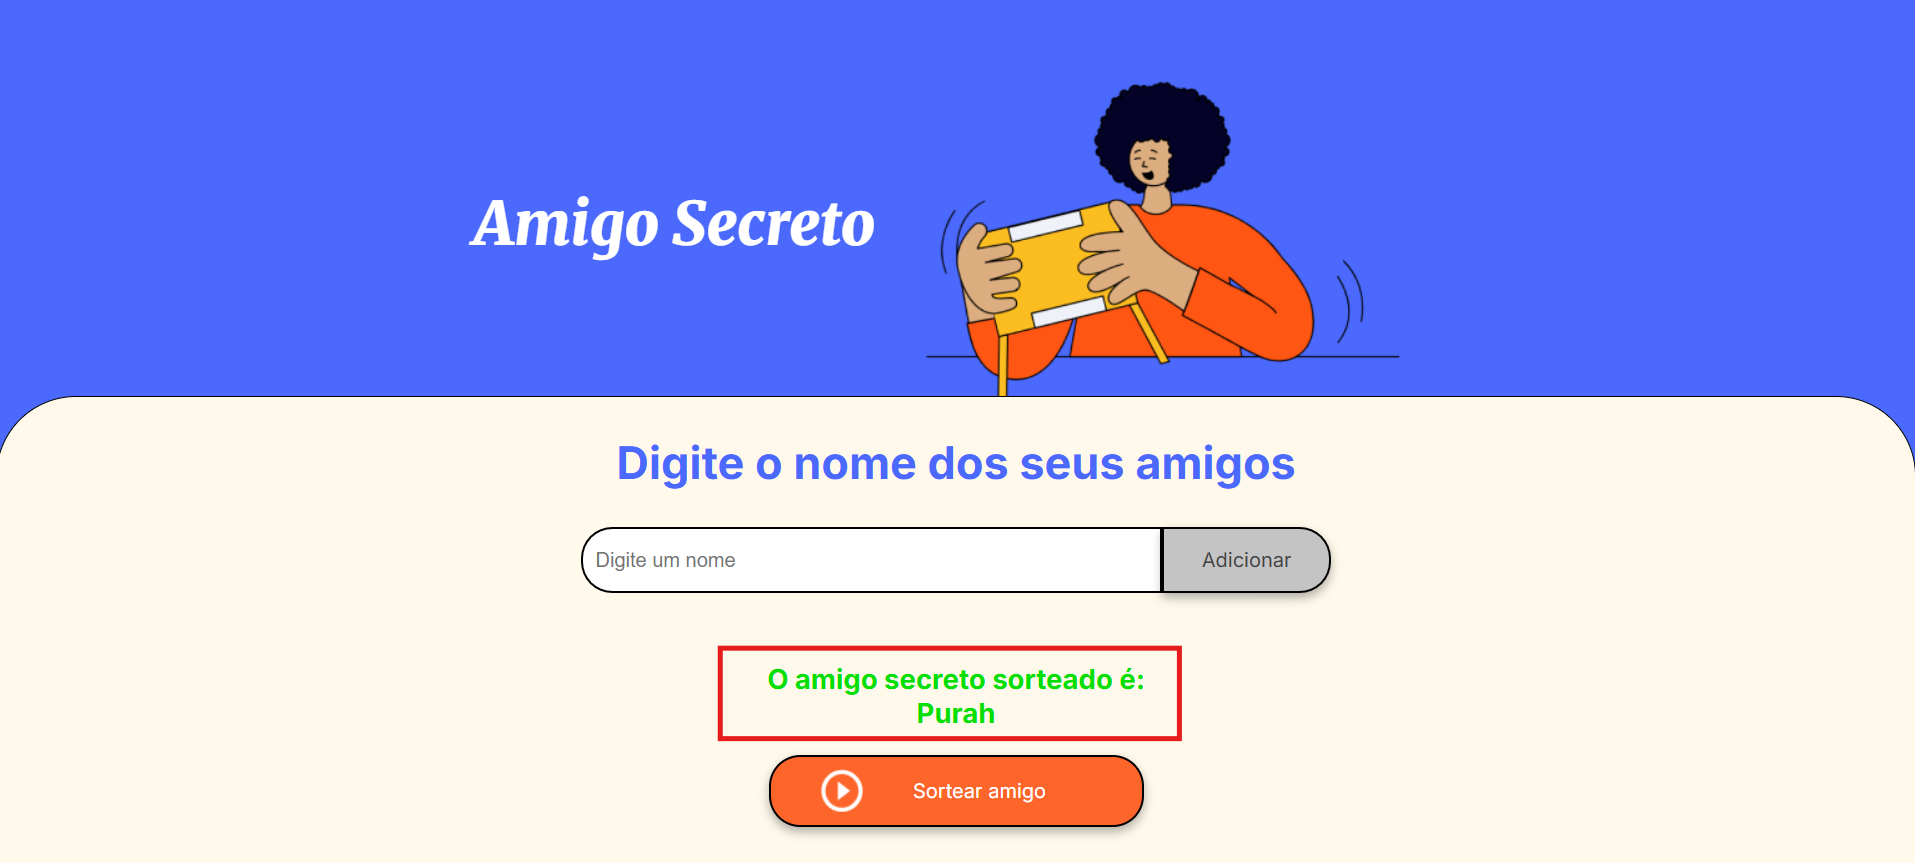 Amigo Secreto
Digite o nome dos seus amigos
Digite um nome
Adicionar
O amigo secreto sorteado é:
Purah
Sortear amigo